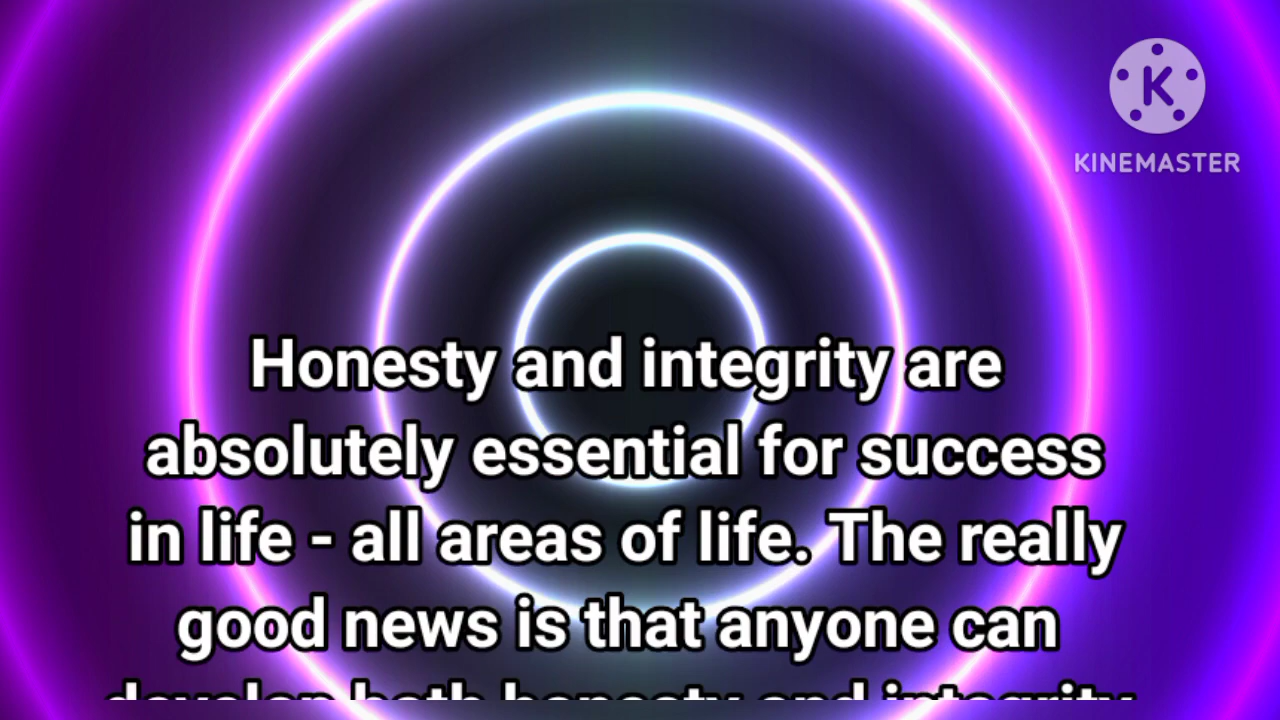 KINEMASTER
Honesty and integrity are
absolutely essential for success
in life - all areas of life. The really
good news is that anyone can
develop both honesty and integrity.